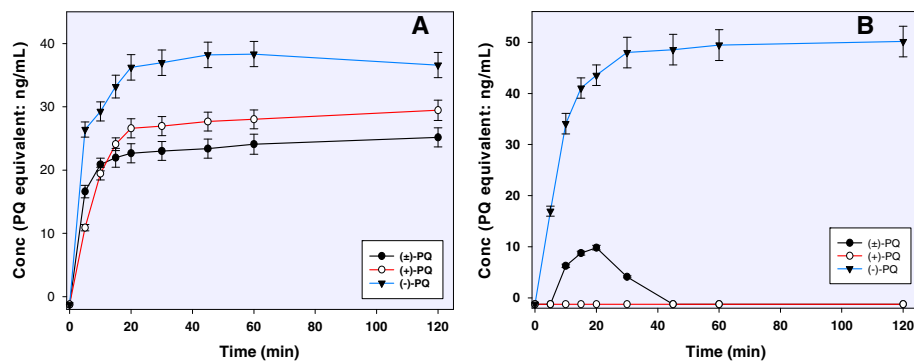 A
Conc (PQ equivalent: ng/mL)
40
30
20
10
0
(±)-PQ
(+)-PQ
(-)-PQ
0 20 40 60 80 100 120
Time (min)
B
Conc (PQ equivalent: ng/mL)
50
40
30
20
10
0
(±)-PQ
(+)-PQ
(-)-PQ
0 20 40 60 80 100 120
Time (min)